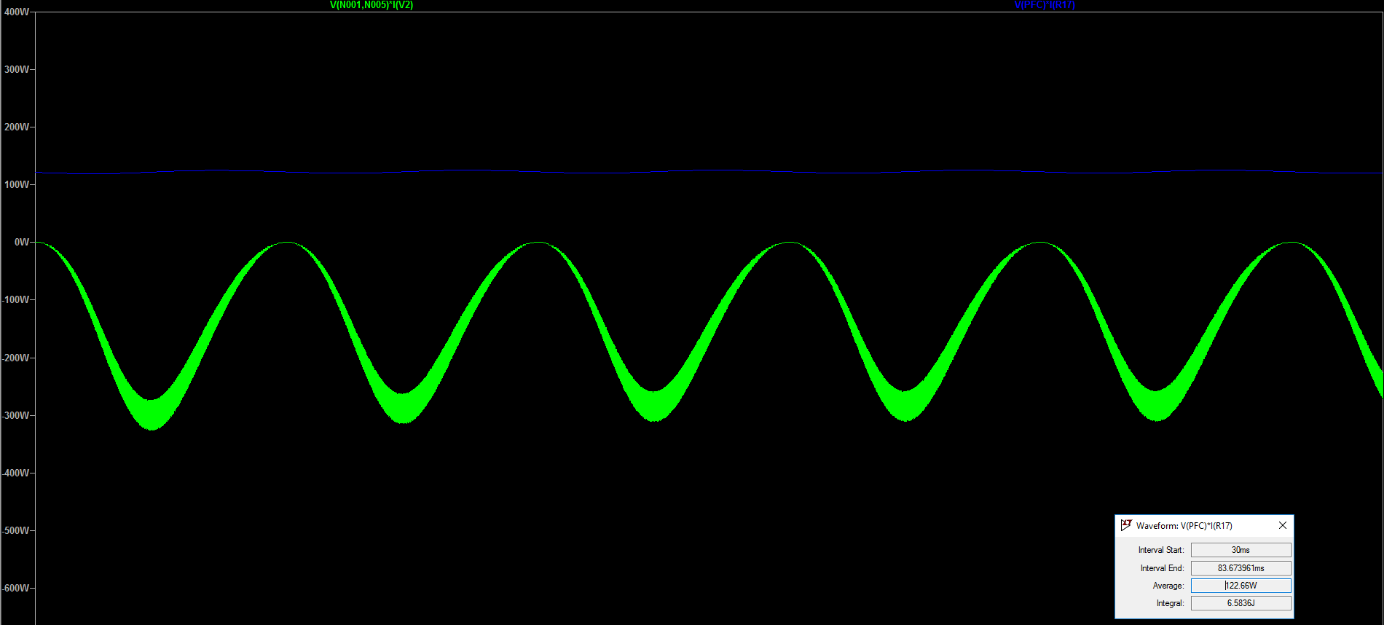 V(N001,N005)*I(V2) V(PFC)*I(R17)
400W
300W
200W
100W
0W
-100W
-200W
-300W
-400W
-500W
-600W
Waveform: V(PFC)*I(R17)
Interval Start: 30ms
Interval End: 83.673961ms
Average: 122.66W
Integral: 6.5836J